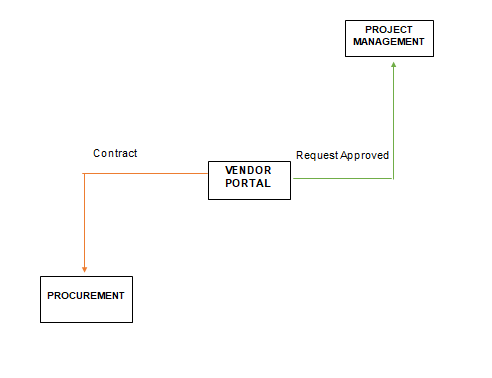 PROJECT
MANAGEMENT
Contract
Request Approved
VENDOR
PORTAL
PROCUREMENT